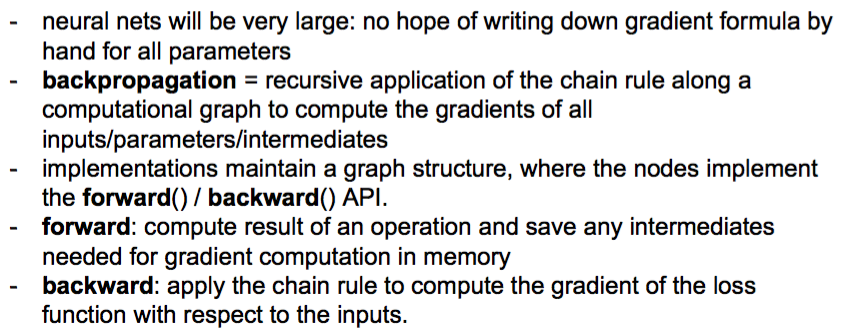 - neural nets will be very large: no hope of writing down gradient formula by
hand for all parameters
- backpropagation = recursive application of the chain rule along a
computational graph to compute the gradients of all
inputs/parameters/intermediates
- implementations maintain a graph structure, where the nodes implement
the forward() / backward() API.
- forward: compute result of an operation and save any intermediates
needed for gradient computation in memory
- backward: apply the chain rule to compute the gradient of the loss
function with respect to the inputs.